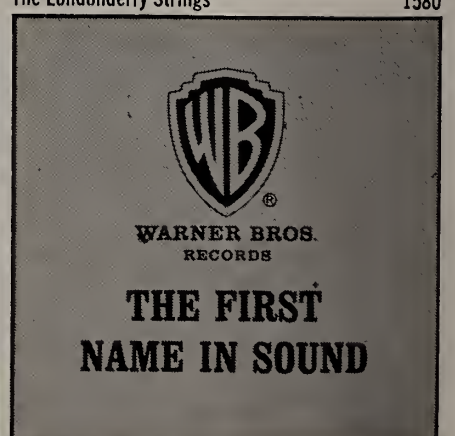 The Londonderry Strings 1580
WB
®
WARNER BROS.
RECORDS
THE FIRST
NAME IN SOUND